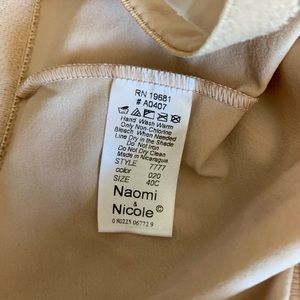 RN 19681
# A0407
Hand Wash Warm
Only Non-Chlorine
Bleach When Needed
Line Dry in the Shade
Do Not Iron
Do Not Dry Clean
Made in Nicaragua
STYLE 7777
color 020
SIZE 40C
Naomi
&
Nicole©
0 80225 06772 9